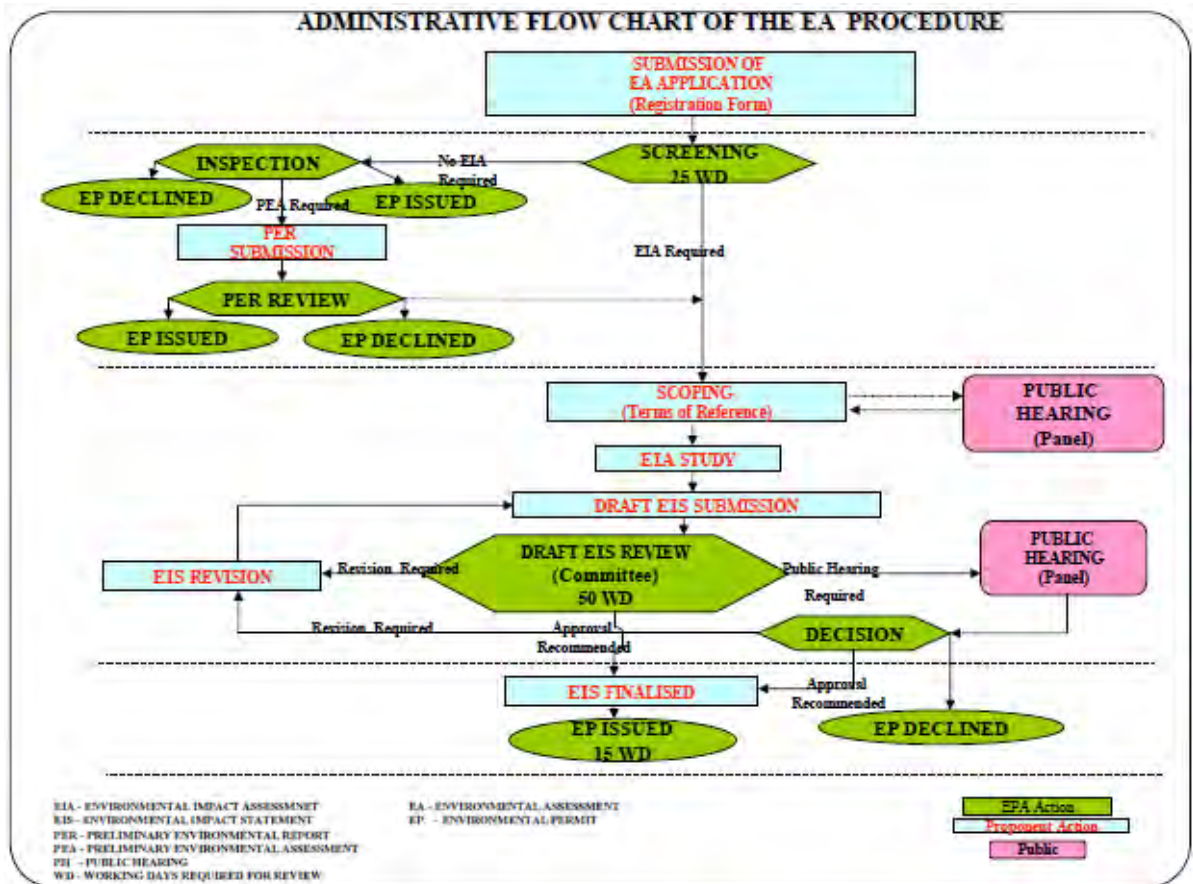 ADMINISTRATIVE FLOW CHART OF THE EA PROCEDURE
SUBMISSION OF
EA APPLICATION
(Registration Form)
SCREENING
25 WD
No EIA
Required
INSPECTION
EP DECLINED
EP ISSUED
PEA Required
PER
SUBMISSION
EIA Required
PER REVIEW
EP ISSUED
EP DECLINED
SCOPING
(Terms of Reference)
PUBLIC
HEARING
(Panel)
EIA STUDY
DRAFT EIS SUBMISSION
DRAFT EIS REVIEW
(Committee)
50 WD
Revision Required
EIS REVISION
Public Hearing
Required
PUBLIC
HEARING
(Panel)
Revision Required
Approval
Recommended
DECISION
EIS FINALISED
Approval
Recommended
EP ISSUED
15 WD
EP DECLINED
EIA - ENVIRONMENTAL IMPACT ASSESSMNET
EIS - ENVIRONMENTAL IMPACT STATEMENT
PER - PRELIMINARY ENVIRONMENTAL REPORT
PEA - PRELIMINARY ENVIRONMENTAL ASSESSMENT
PH - PUBLIC HEARING
WD - WORKING DAYS REQUIRED FOR REVIEW
EA - ENVIRONMENTAL ASSESSMENT
EP - ENVIRONMENTAL PERMIT
EPA Action
Proponent Action
Public